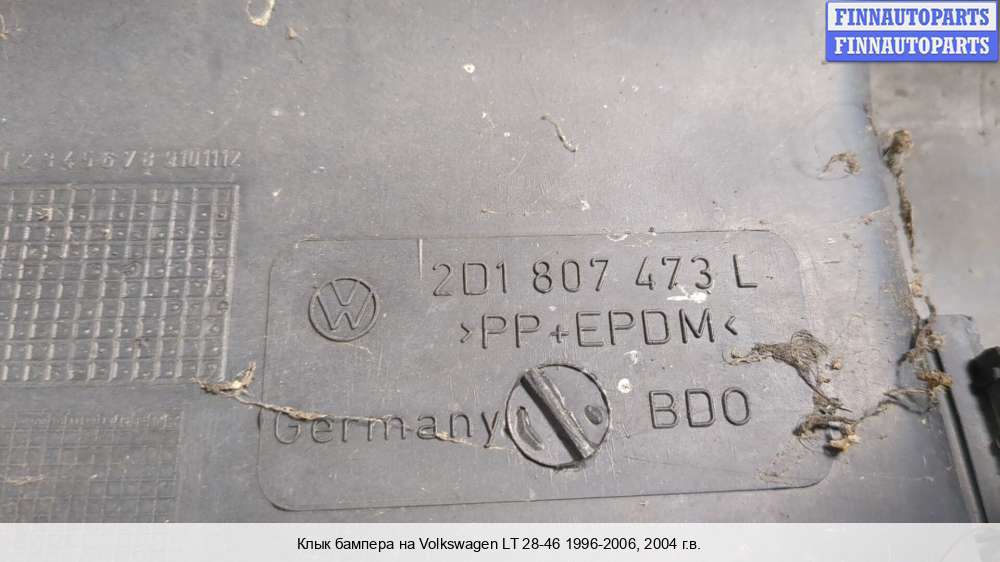 FINNAUTOPARTS
FINNAUTOPARTS
1 2 3 4 5 6 7 8 9 10 11 12
2D1 807 473 L
>PP+EPDM<
Germany
BDO
Клык бампера на Volkswagen LT 28-46 1996-2006, 2004 г.в.